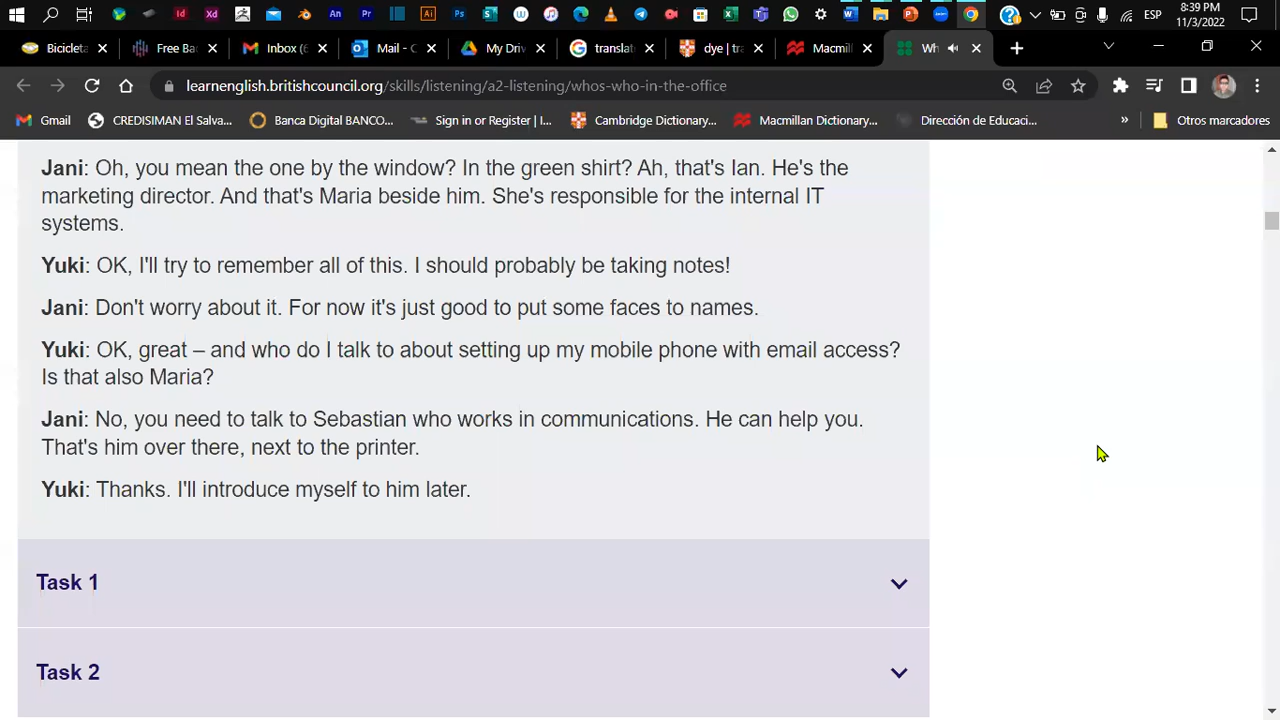 8:39 PM
ESP
11/3/2022
Bicicleta
Free Ba
Inbox (6
Mail - C
My Driv
translat
dye | tra
Macmil
Wh
learnenglish.britishcouncil.org/skills/listening/a2-listening/whos-who-in-the-office
Gmail
CREDISIMAN El Salva...
Banca Digital BANCO...
Sign in or Register | I...
Cambridge Dictionary...
Macmillan Dictionary...
Dirección de Educaci...
»
Otros marcadores
Jani: Oh, you mean the one by the window? In the green shirt? Ah, that's Ian. He's the
marketing director. And that's Maria beside him. She's responsible for the internal IT
systems.
Yuki: OK, I'll try to remember all of this. I should probably be taking notes!
Jani: Don't worry about it. For now it's just good to put some faces to names.
Yuki: OK, great – and who do I talk to about setting up my mobile phone with email access?
Is that also Maria?
Jani: No, you need to talk to Sebastian who works in communications. He can help you.
That's him over there, next to the printer.
Yuki: Thanks. I'll introduce myself to him later.
Task 1
Task 2